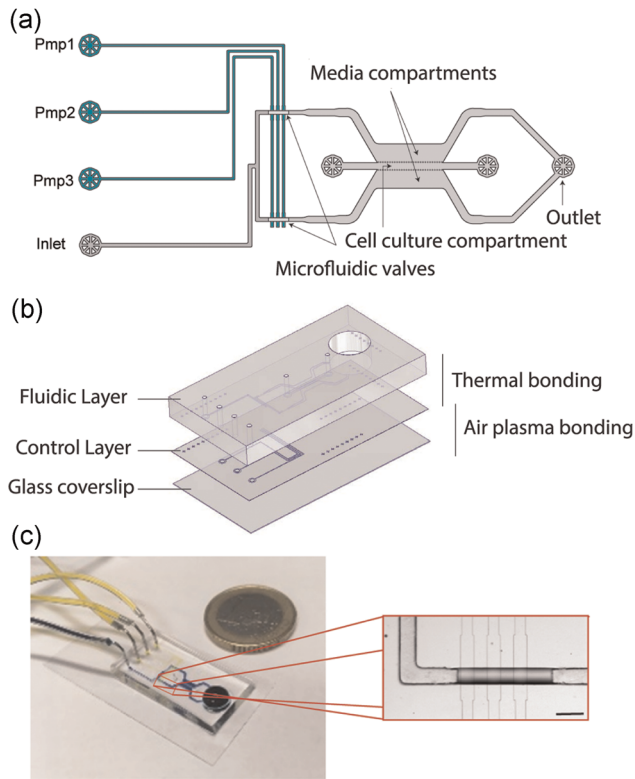 (a)
Pmp1
Pmp2
Pmp3
Inlet
Media compartments
Outlet
Cell culture compartment
Microfluidic valves
(b)
Fluidic Layer
Control Layer
Glass coverslip
Thermal bonding
Air plasma bonding
(c)